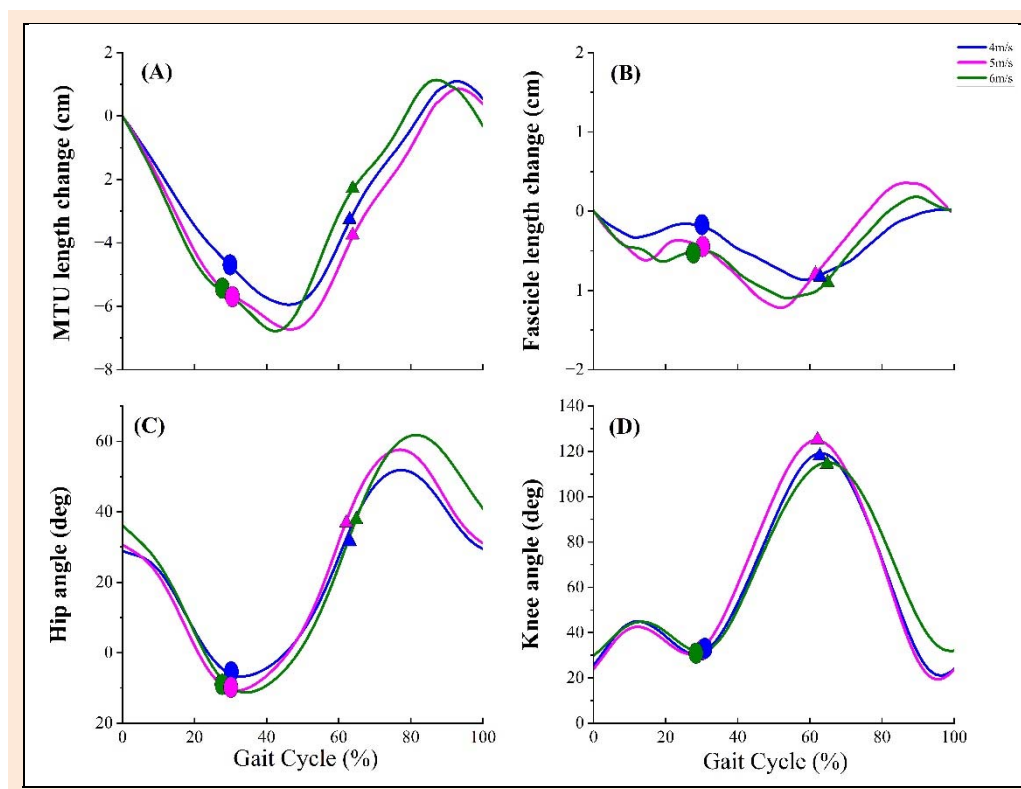 (A)
MTU length change (cm)
2
0
2
−4
−6
−8
(B)
Fascicle length change (cm)
2
1
0
1
−2
4m/s
5m/s
6m/s
(C)
Hip angle (deg)
60
40
20
0
20
0
20
40
60
80
100
Gait Cycle (%)
(D)
Knee angle (deg)
140
120
100
80
60
40
20
0
0
20
40
60
80
100
Gait Cycle (%)